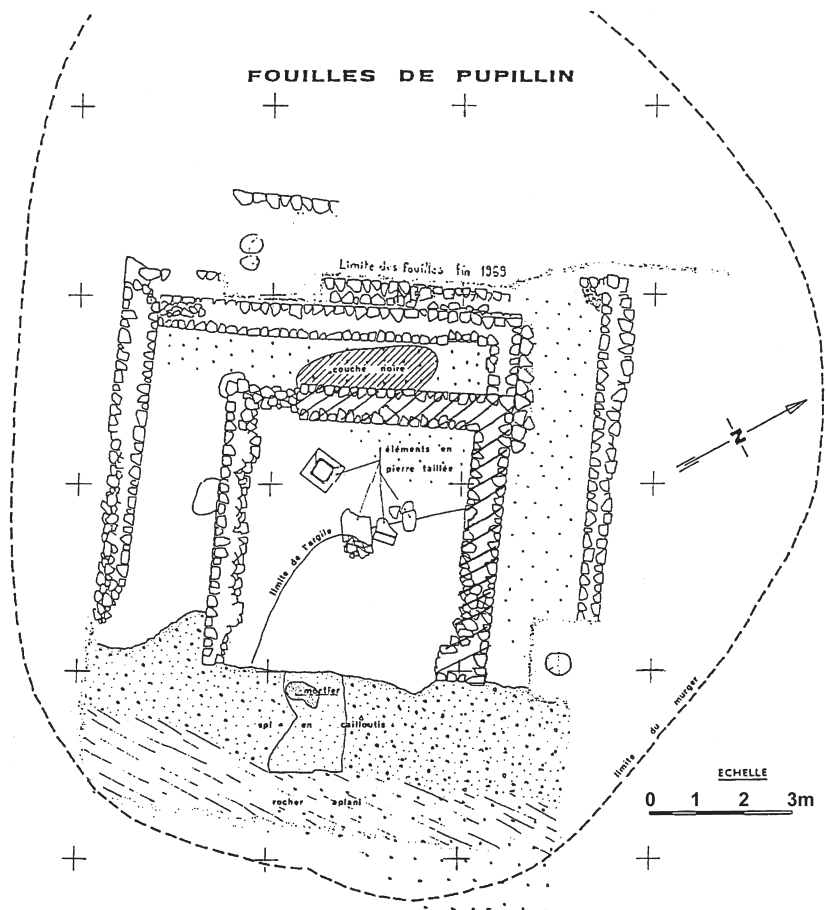 FOUILLES DE PUPILLIN
Limite des fouilles fin 1969
couche noire
N
éléments en
pierre taillée
limite de l'argile
mortier
sol en cailloutis
rocher aplani
limite du murger
ECHELLE
0 1 2 3m